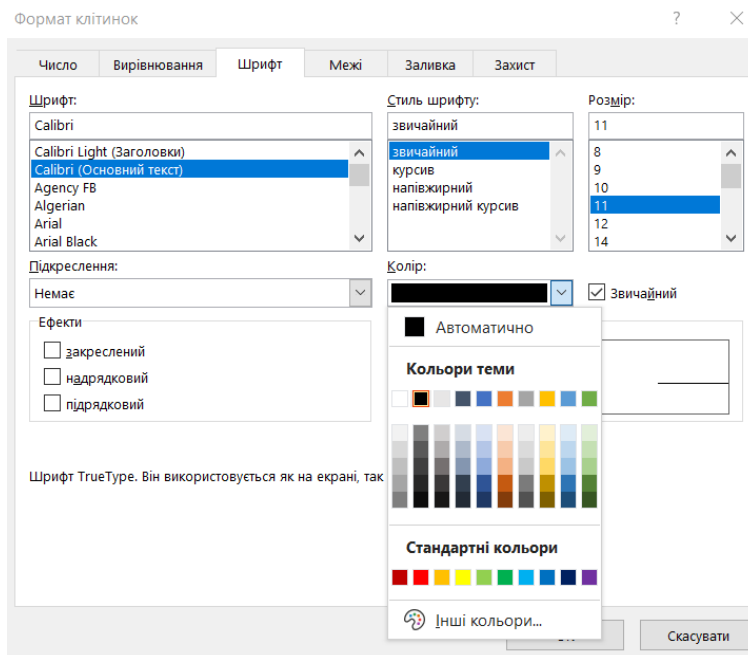 Формат клітинок
Число Вирівнювання Шрифт Межі Заливка Захист
Шрифт: Стиль шрифту: Розмір:
Calibri звичайний 11
Calibri Light (Заголовки) звичайний 8
Calibri (Основний текст) курсив 9
Agency FB напівжирний 10
Algerian напівжирний курсив 11
Arial 12
Arial Black 14
Підкреслення: Колір:
Немає Звичайний
Ефекти Автоматично
закреслений
надрядковий Кольори теми
підрядковий
Шрифт TrueType. Він використовується як на екрані, так
Стандартні кольори
Інші кольори...
Скасувати